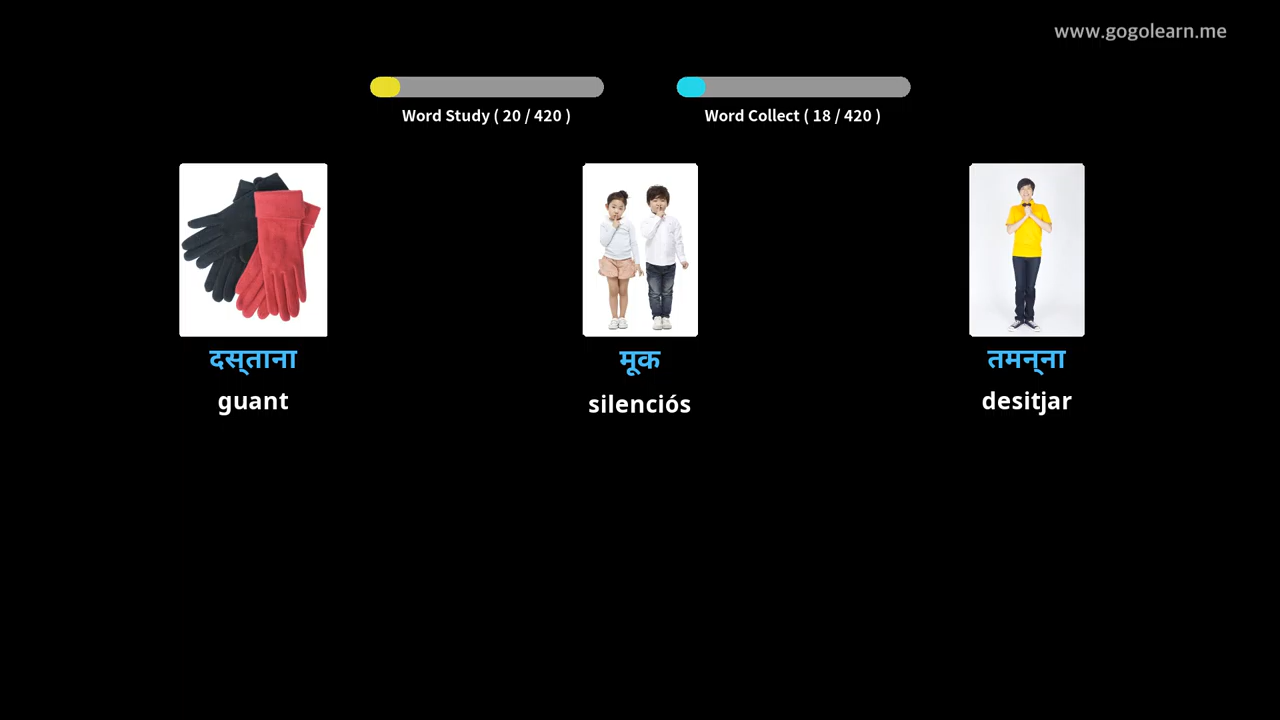 www.gogolearn.me
Word Study ( 20 / 420 )
Word Collect ( 18 / 420 )
दस्‌ताना
मूक
तमन्‌ना
guant
silenciós
desitjar